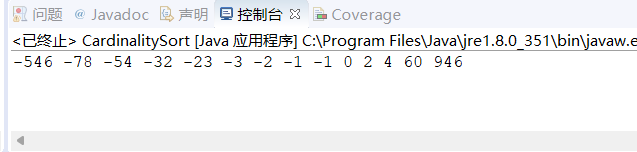 问题 @ Javadoc 声明 控制台 Coverage
<已终止> CardinalitySort [Java 应用程序] C:\Program Files\Java\jre1.8.0_351\bin\javaw.e
-546 -78 -54 -32 -23 -3 -2 -1 -1 0 2 4 60 946